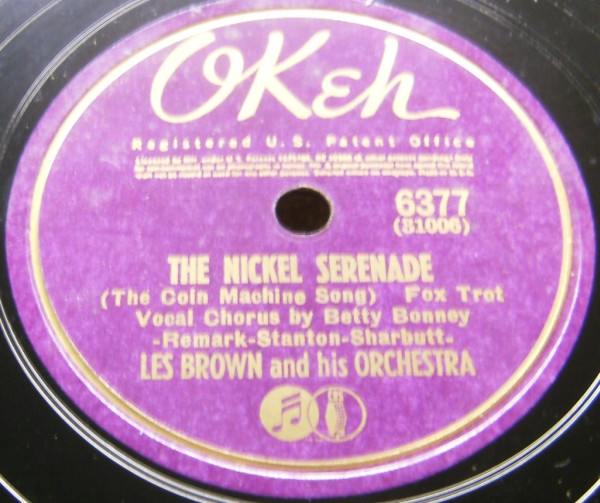 OKeh
Registered U.S. Patent Office
6377
(31006)
THE NICKEL SERENADE
(The Coin Machine Song) Fox Trot
Vocal Chorus by Betty Bonney
-Remark-Stanton-Sharbutt-
LES BROWN and his ORCHESTRA